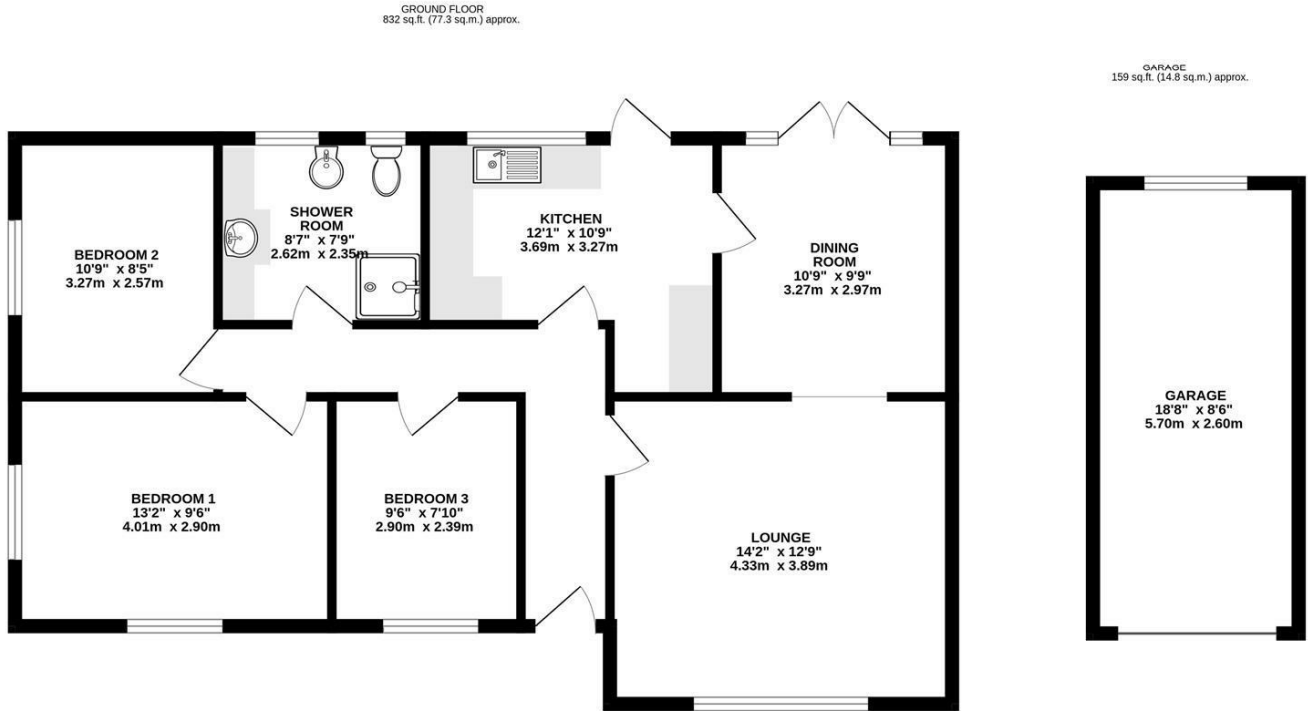 GROUND FLOOR
832 sq.ft. (77.3 sq.m.) approx.
GARAGE
159 sq.ft. (14.8 sq.m.) approx.
BEDROOM 2
10'9" x 8'5"
3.27m x 2.57m
SHOWER
ROOM
8'7" x 7'9"
2.62m x 2.35m
KITCHEN
12'1" x 10'9"
3.69m x 3.27m
DINING
ROOM
10'9" x 9'9"
3.27m x 2.97m
BEDROOM 1
13'2" x 9'6"
4.01m x 2.90m
BEDROOM 3
9'6" x 7'10"
2.90m x 2.39m
LOUNGE
14'2" x 12'9"
4.33m x 3.89m
GARAGE
18'8" x 8'6"
5.70m x 2.60m